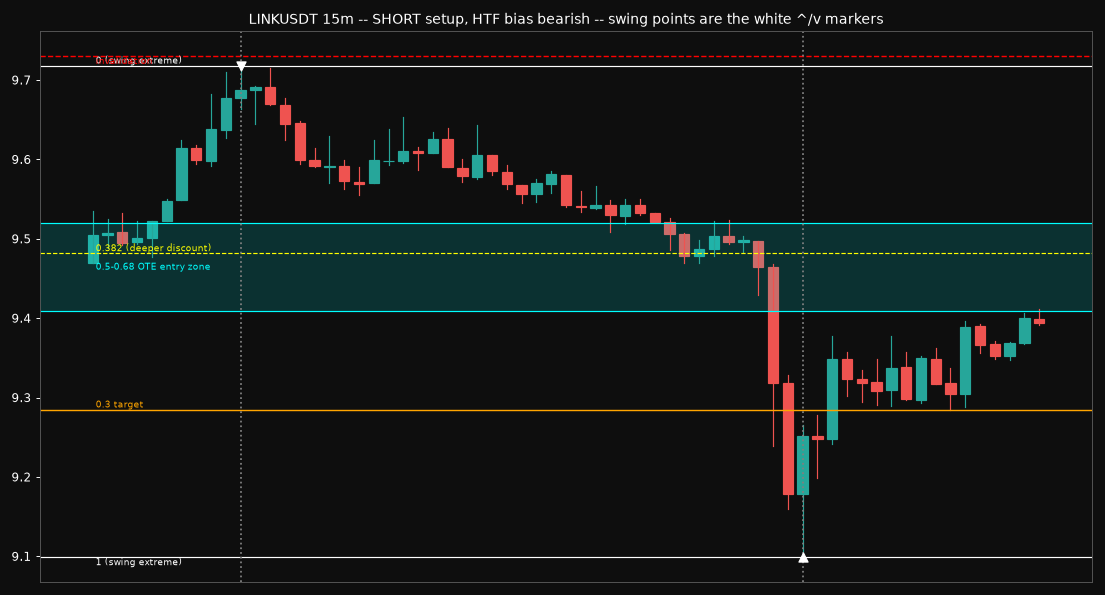 LINKUSDT 15m -- SHORT setup, HTF bias bearish -- swing points are the white ^/v markers
0 (swing extreme)
9.7
9.6
9.5
0.382 (deeper discount)
0.5-0.68 OTE entry zone
9.4
9.3
0.3 target
9.2
9.1
1 (swing extreme)